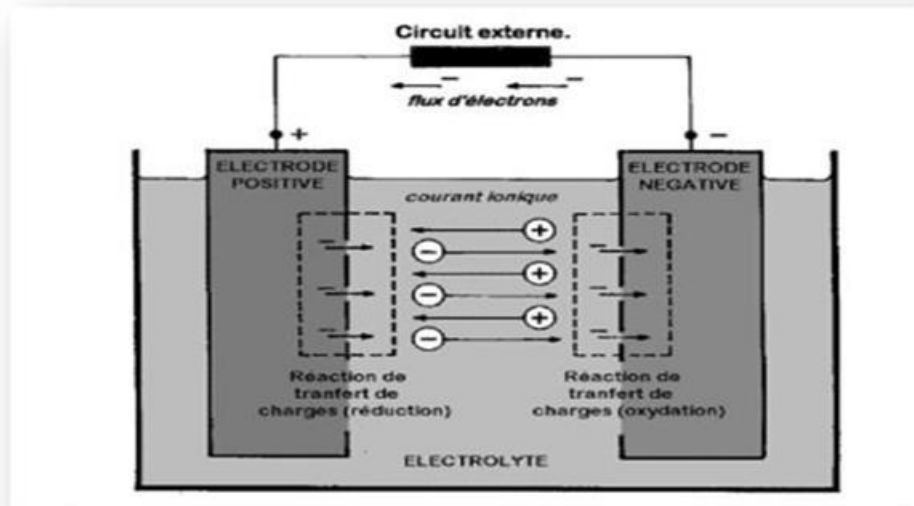 Circuit externe.
flux d'électrons
+
−
ELECTRODE
POSITIVE
ELECTRODE
NEGATIVE
courant ionique
Réaction de
tranfert de
charges (réduction)
Réaction de
tranfert de
charges (oxydation)
ELECTROLYTE